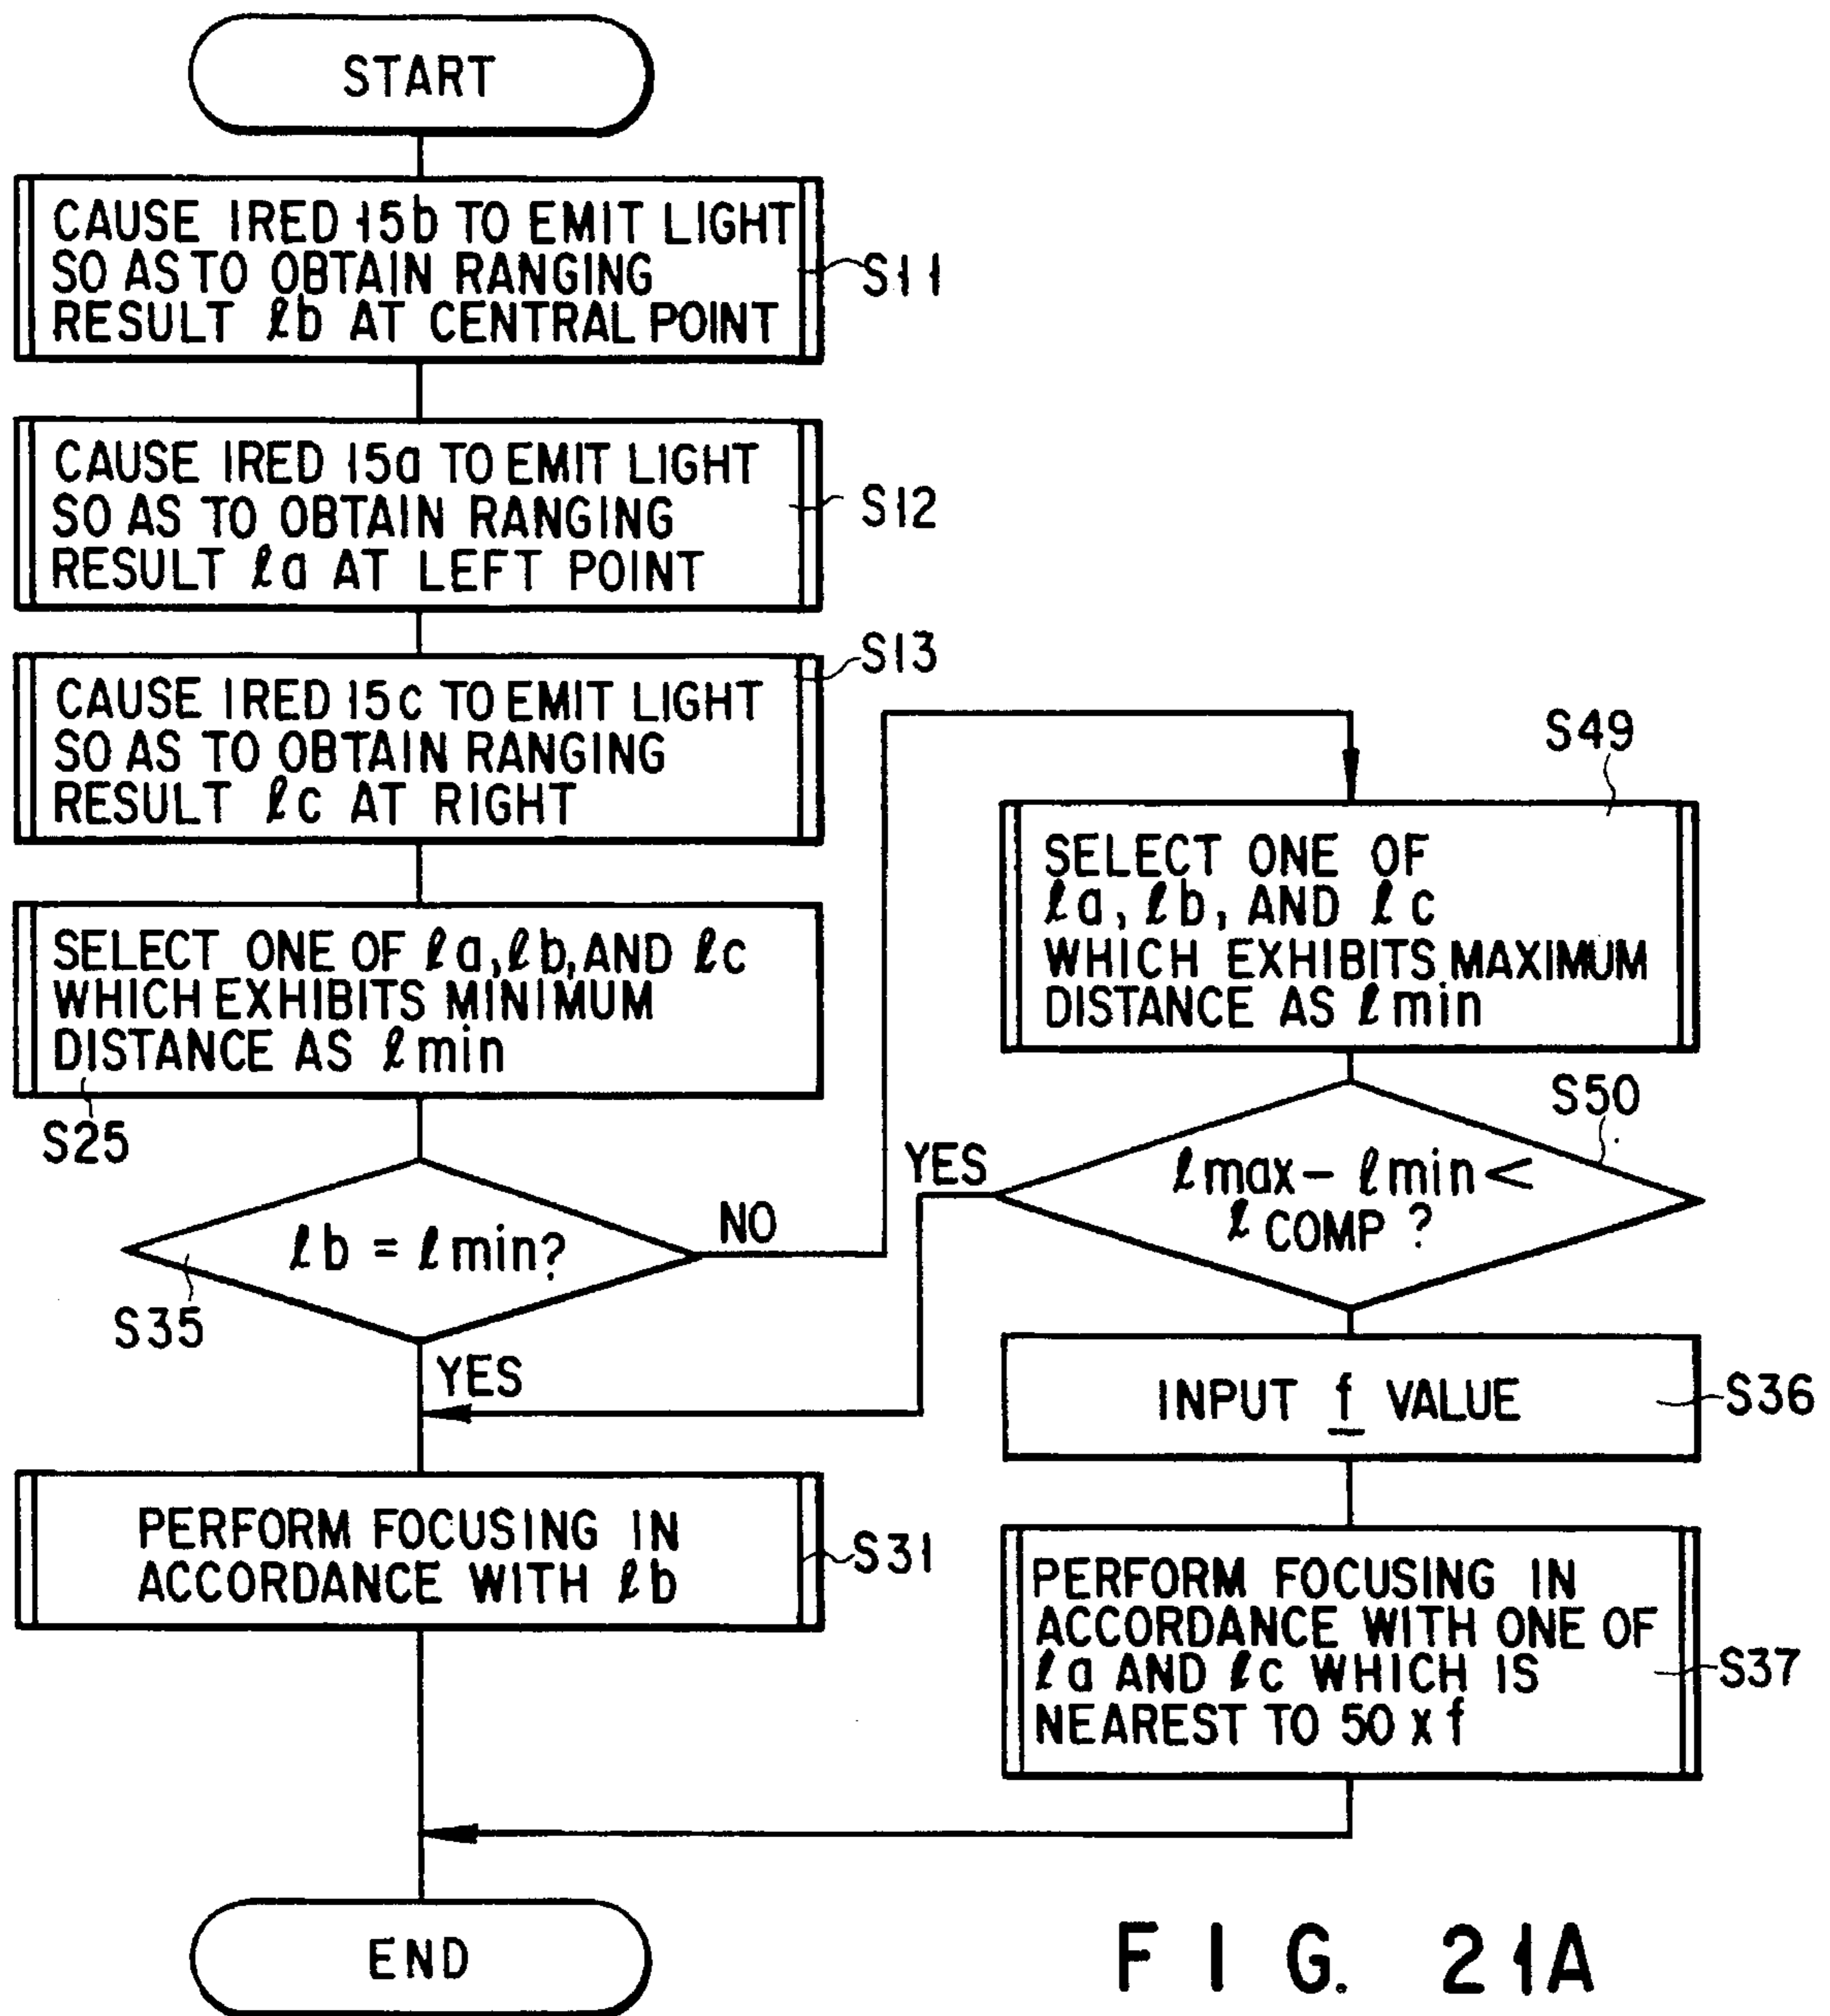 START
CAUSE IRED 15b TO EMIT LIGHT
SO AS TO OBTAIN RANGING
RESULT ℓb AT CENTRAL POINT
S11
CAUSE IRED 15a TO EMIT LIGHT
SO AS TO OBTAIN RANGING
RESULT ℓa AT LEFT POINT
S12
CAUSE IRED 15c TO EMIT LIGHT
SO AS TO OBTAIN RANGING
RESULT ℓc AT RIGHT
S13
SELECT ONE OF ℓa, ℓb, AND ℓc
WHICH EXHIBITS MINIMUM
DISTANCE AS ℓmin
S25
ℓb = ℓmin?
S35
NO
YES
S49
SELECT ONE OF
ℓa, ℓb, AND ℓc
WHICH EXHIBITS MAXIMUM
DISTANCE AS ℓmin
S50
ℓmax – ℓmin <
ℓCOMP ?
YES
INPUT f VALUE
S36
PERFORM FOCUSING IN
ACCORDANCE WITH ℓb
S31
PERFORM FOCUSING IN
ACCORDANCE WITH ONE OF
ℓa AND ℓc WHICH IS
NEAREST TO 50 x f
S37
END
FIG. 21A